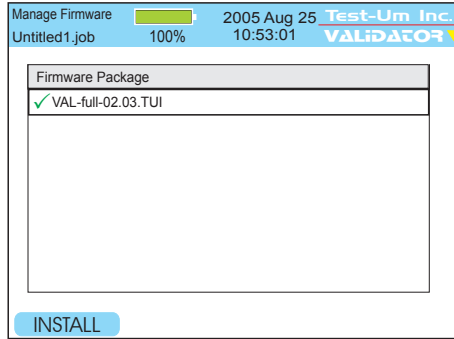 Manage Firmware 2005 Aug 25 Test-Um Inc.
Untitled1.job 100% 10:53:01 VALIDATOR
Firmware Package
VAL-full-02.03.TUI
INSTALL